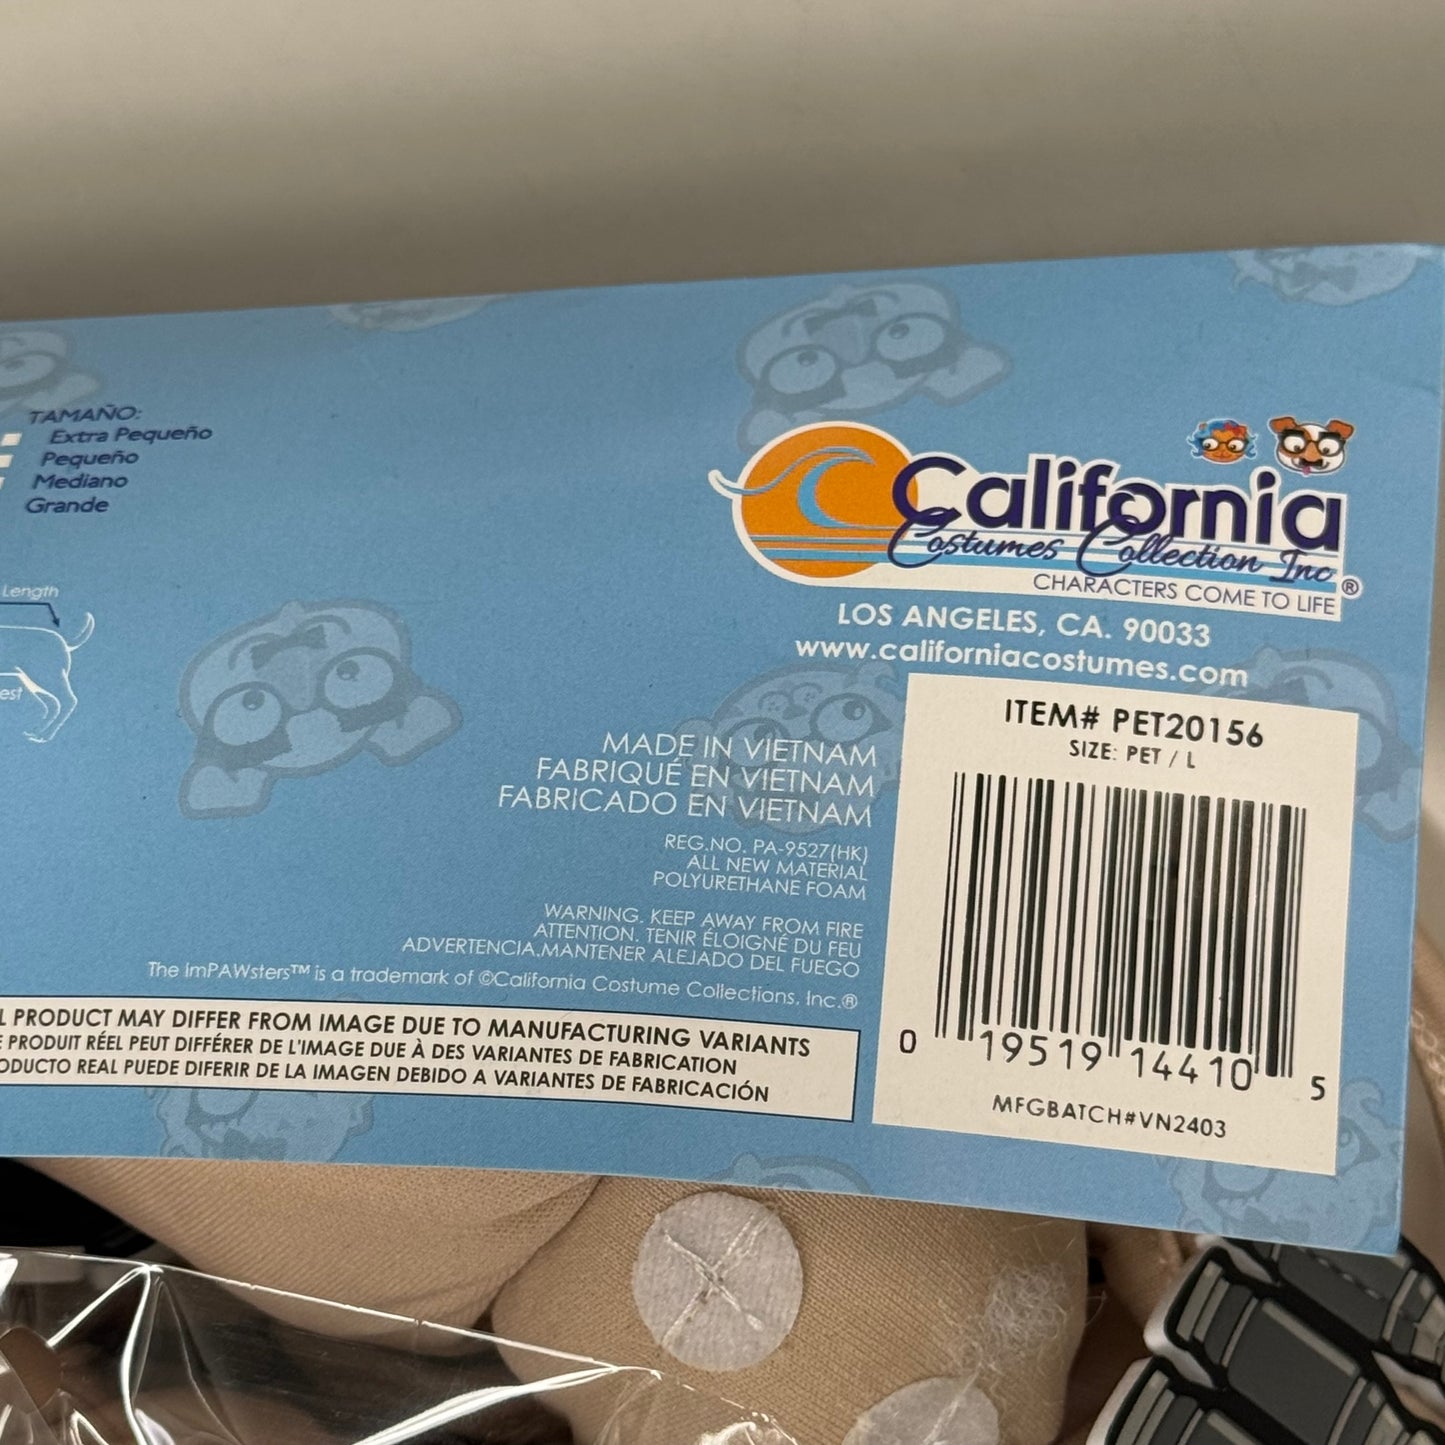 TAMAÑO:
Extra Pequeño
Pequeño
Mediano
Grande
Length
California
Costumes Collection Inc
CHARACTERS COME TO LIFE ®
LOS ANGELES, CA. 90033
www.californiacostumes.com
MADE IN VIETNAM
FABRIQUÉ EN VIETNAM
FABRICADO EN VIETNAM
REG.NO. PA-9527(HK)
ALL NEW MATERIAL
POLYURETHANE FOAM
WARNING. KEEP AWAY FROM FIRE
ATTENTION. TENIR ÉLOIGNÉ DU FEU
ADVERTENCIA.MANTENER ALEJADO DEL FUEGO
The imPAWsters™ is a trademark of ©California Costume Collections, Inc.®
PRODUCT MAY DIFFER FROM IMAGE DUE TO MANUFACTURING VARIANTS
PRODUIT RÉEL PEUT DIFFÉRER DE L'IMAGE DUE À DES VARIANTES DE FABRICATION
REAL PUEDE DIFERIR DE LA IMAGEN DEBIDO A VARIANTES DE FABRICACIÓN
ITEM# PET20156
SIZE: PET / L
0 19519 14410 5
MFGBATCH#VN2403